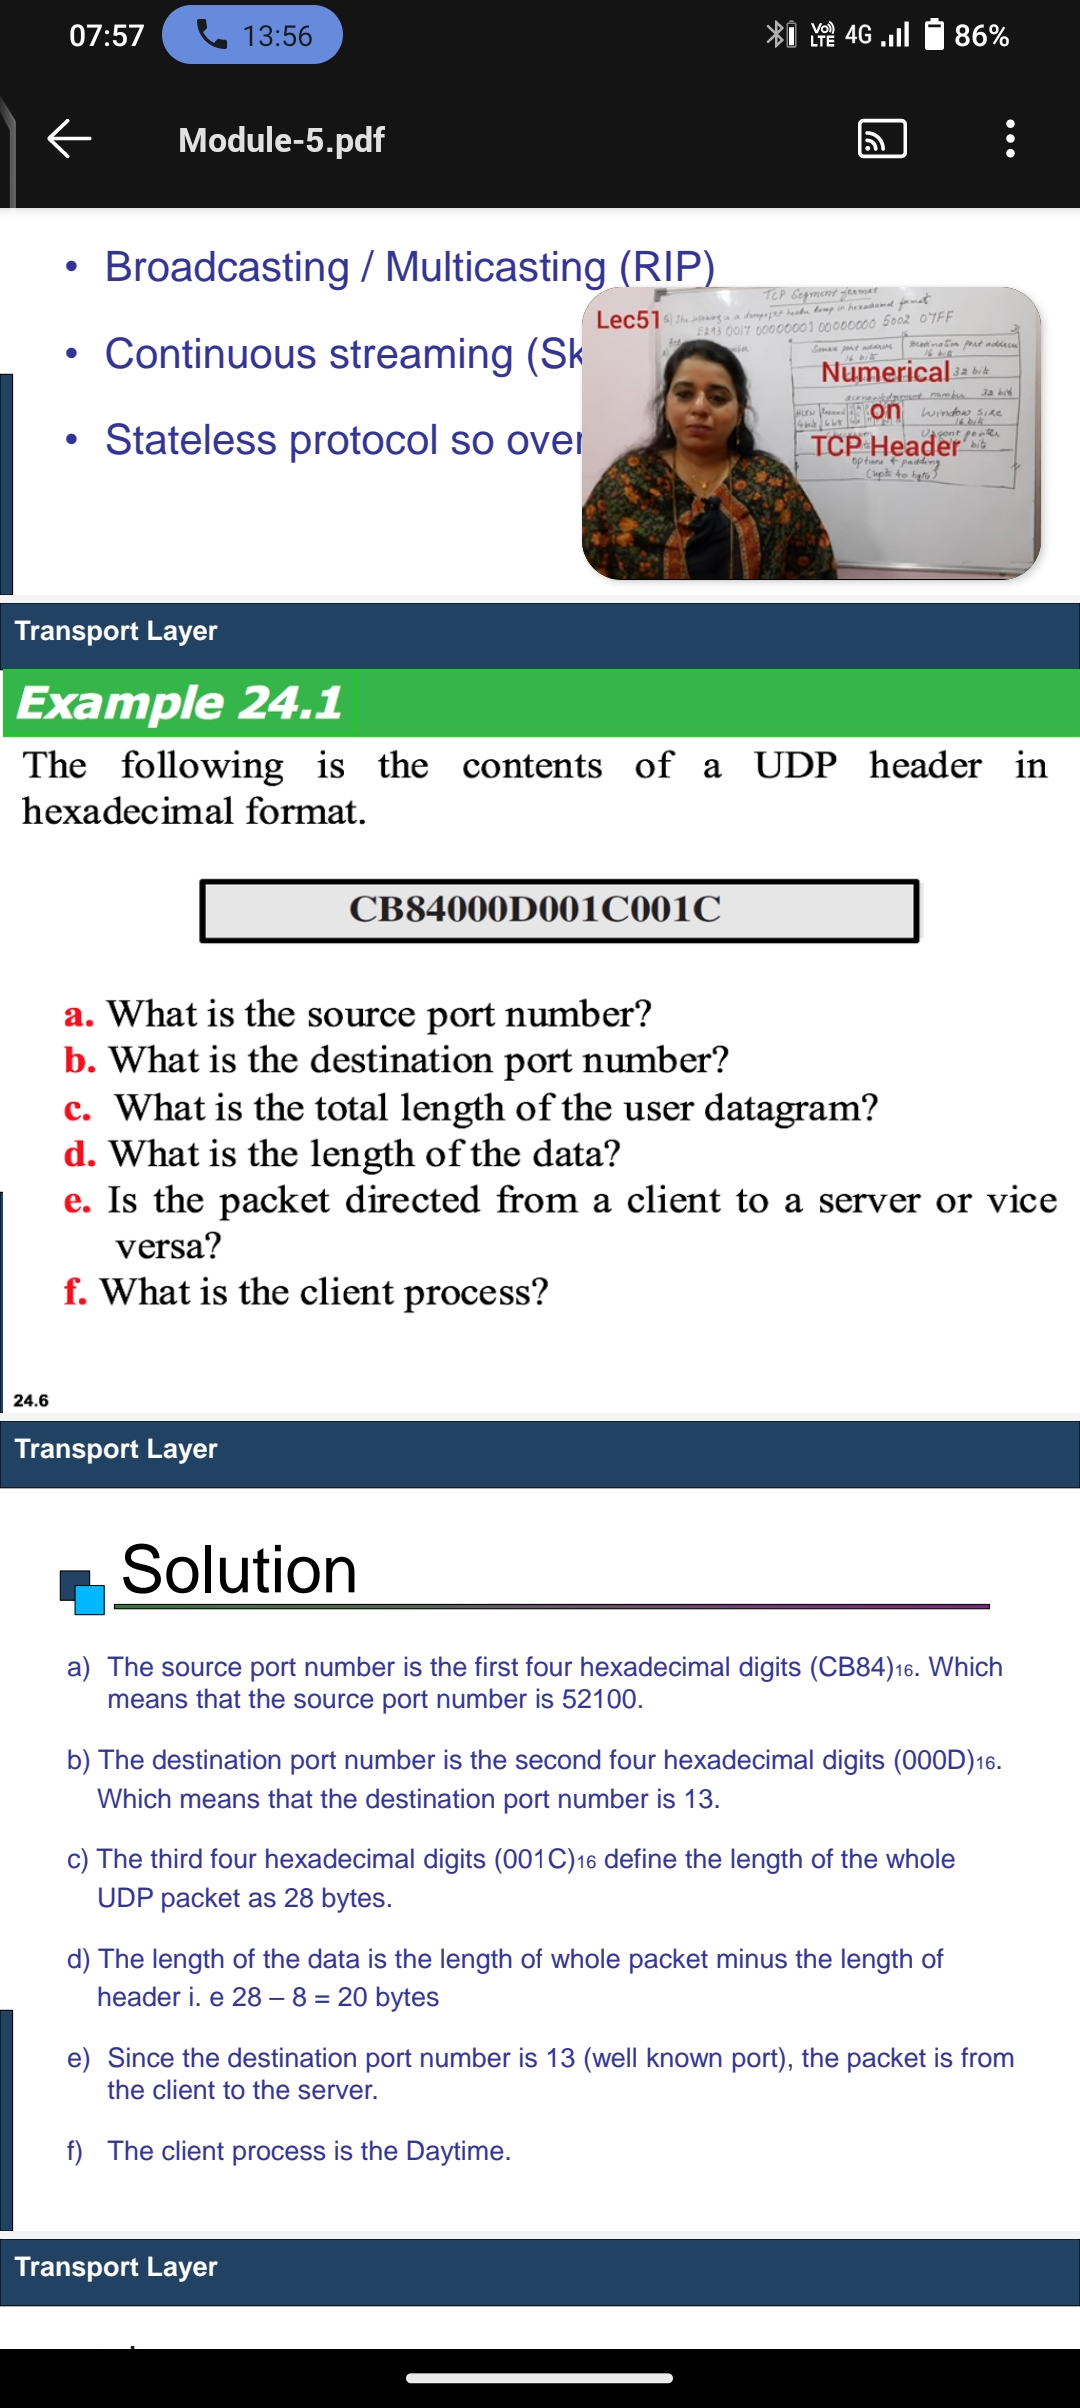 07:57 13:56 Vo)) LTE 4G 86%
Module-5.pdf
• Broadcasting / Multicasting (RIP)
• Continuous streaming (Sk
• Stateless protocol so over
TCP Segment format
Lec51
E293 0017 00000001 00000000 5002 07FF
Source port address Destination port address
16 bits 16 bits
Numerical 32 bits
acknowledgement number 32 bits
HLEN on Window Size
16 bits
TCP Header Urgent pointer
options & padding
(upto 40 bytes)
Transport Layer
Example 24.1
The following is the contents of a UDP header in
hexadecimal format.
CB84000D001C001C
a. What is the source port number?
b. What is the destination port number?
c. What is the total length of the user datagram?
d. What is the length of the data?
e. Is the packet directed from a client to a server or vice
versa?
f. What is the client process?
24.6
Transport Layer
Solution
a) The source port number is the first four hexadecimal digits (CB84)16. Which
means that the source port number is 52100.
b) The destination port number is the second four hexadecimal digits (000D)16.
Which means that the destination port number is 13.
c) The third four hexadecimal digits (001C)16 define the length of the whole
UDP packet as 28 bytes.
d) The length of the data is the length of whole packet minus the length of
header i. e 28 – 8 = 20 bytes
e) Since the destination port number is 13 (well known port), the packet is from
the client to the server.
f) The client process is the Daytime.
Transport Layer